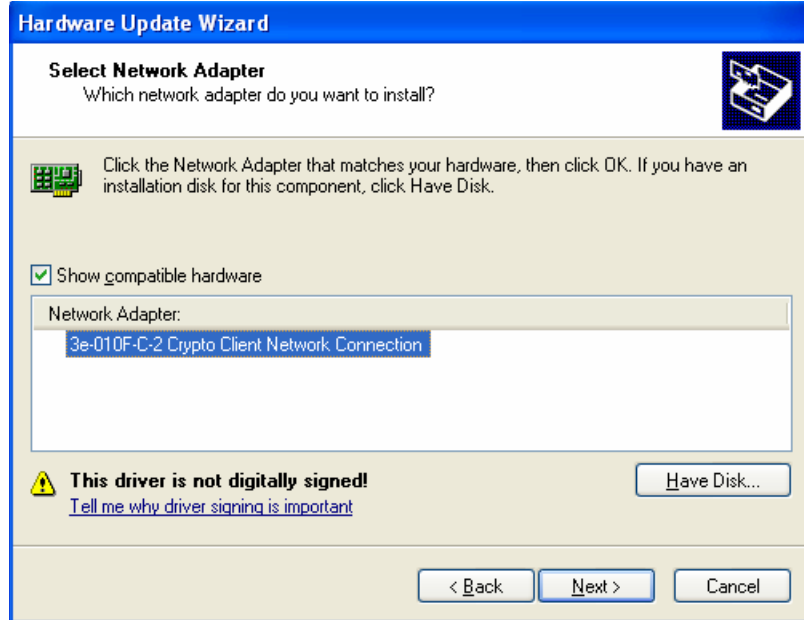 Hardware Update Wizard
Select Network Adapter
Which network adapter do you want to install?
Click the Network Adapter that matches your hardware, then click OK. If you have an
installation disk for this component, click Have Disk.
Show compatible hardware
Network Adapter:
3e-010F-C-2 Crypto Client Network Connection
This driver is not digitally signed!
Tell me why driver signing is important
Have Disk...
< Back
Next >
Cancel